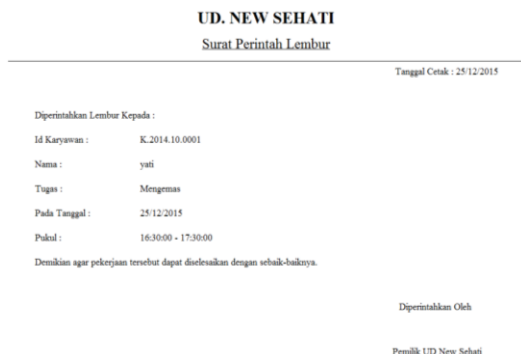 UD. NEW SEHATI
Surat Perintah Lembur
Tanggal Cetak : 25/12/2015
Diperintahkan Lembur Kepada :
Id Karyawan : K.2014.10.0001
Nama : yati
Tugas : Mengemas
Pada Tanggal : 25/12/2015
Pukul : 16:30:00 - 17:30:00
Demikian agar pekerjaan tersebut dapat diselesaikan dengan sebaik-baiknya.
Diperintahkan Oleh
Pemilik UD New Sehati